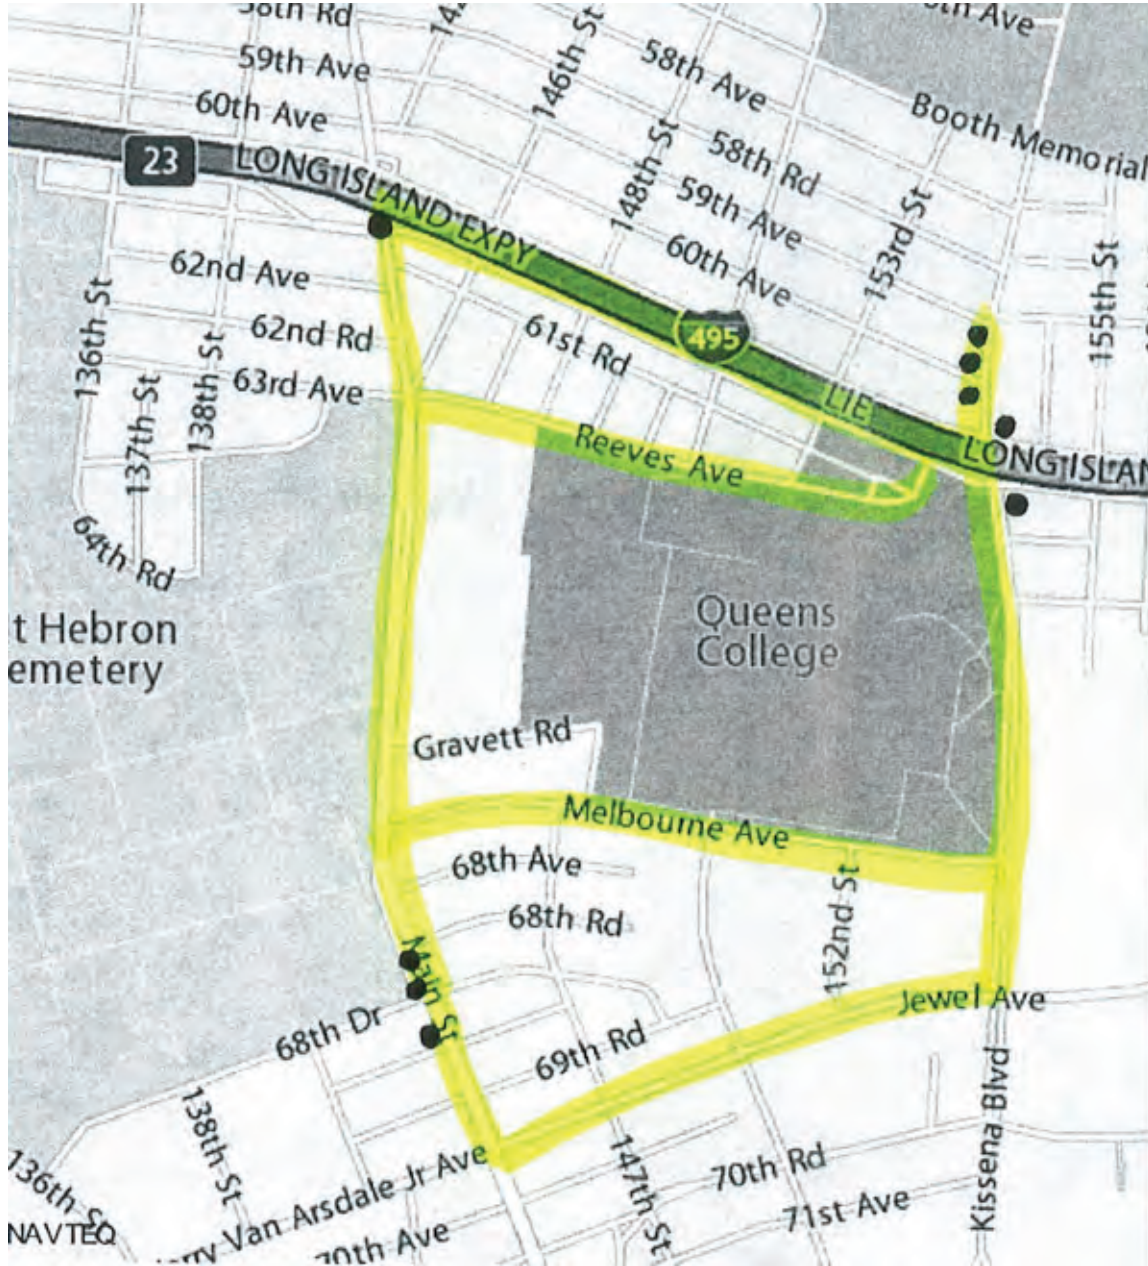 58th Rd
59th Ave
60th Ave
146th St
58th Ave
58th Rd
59th Ave
60th Ave
148th St
153rd St
Booth Memorial
Ave
23
LONG ISLAND EXPY
495
LIE
LONG ISLAN
155th St
62nd Ave
62nd Rd
63rd Ave
136th St
137th St
138th St
64th Rd
61st Rd
Reeves Ave
t Hebron
emetery
Queens
College
Gravett Rd
Melbourne Ave
68th Ave
68th Rd
152nd St
Main St
68th Dr
69th Rd
Jewel Ave
Kissena Blvd
138th St
136th St
rry Van Arsdale Jr Ave
70th Ave
147th St
70th Rd
71st Ave
NAVTEQ